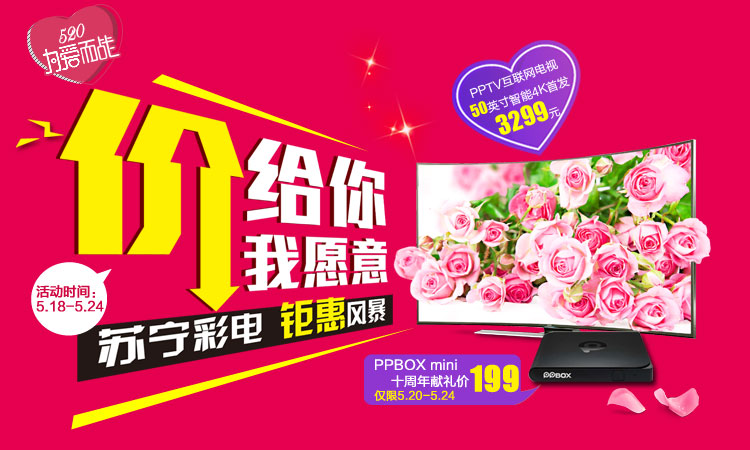 520
为爱而战
价给你
我愿意
苏宁彩电 钜惠风暴
活动时间：
5.18-5.24
PPTV互联网电视
50英寸智能4K首发
3299元
PPBOX mini
十周年献礼价 199
仅限5.20-5.24
PPBOX